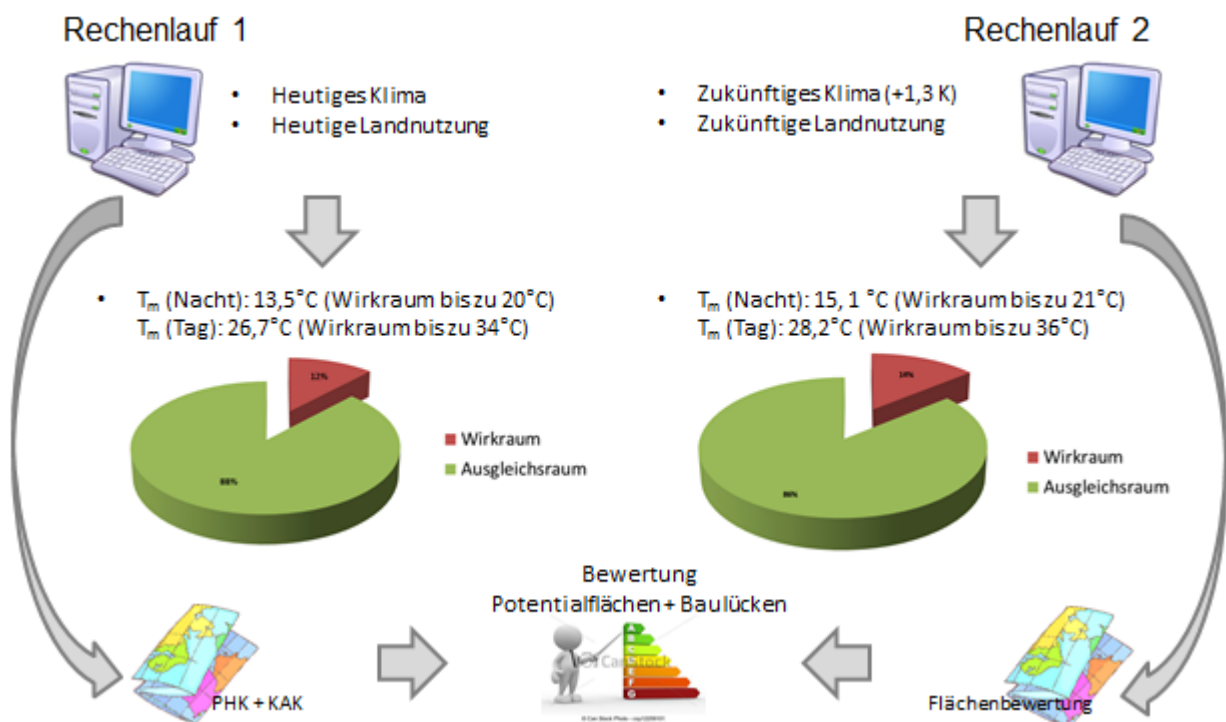 Rechenlauf 1
Rechenlauf 2
• Heutiges Klima
• Heutige Landnutzung
• Zukünftiges Klima (+1,3 K)
• Zukünftige Landnutzung
• Tm (Nacht): 13,5°C (Wirkraum bis zu 20°C)
Tm (Tag): 26,7°C (Wirkraum bis zu 34°C)
• Tm (Nacht): 15, 1 °C (Wirkraum bis zu 21°C)
Tm (Tag): 28,2°C (Wirkraum bis zu 36°C)
12%
88%
Wirkraum
Ausgleichsraum
14%
86%
Wirkraum
Ausgleichsraum
Bewertung
Potentialflächen + Baulücken
A
B
C
F
G
CanStock
PHK + KAK
Flächenbewertung